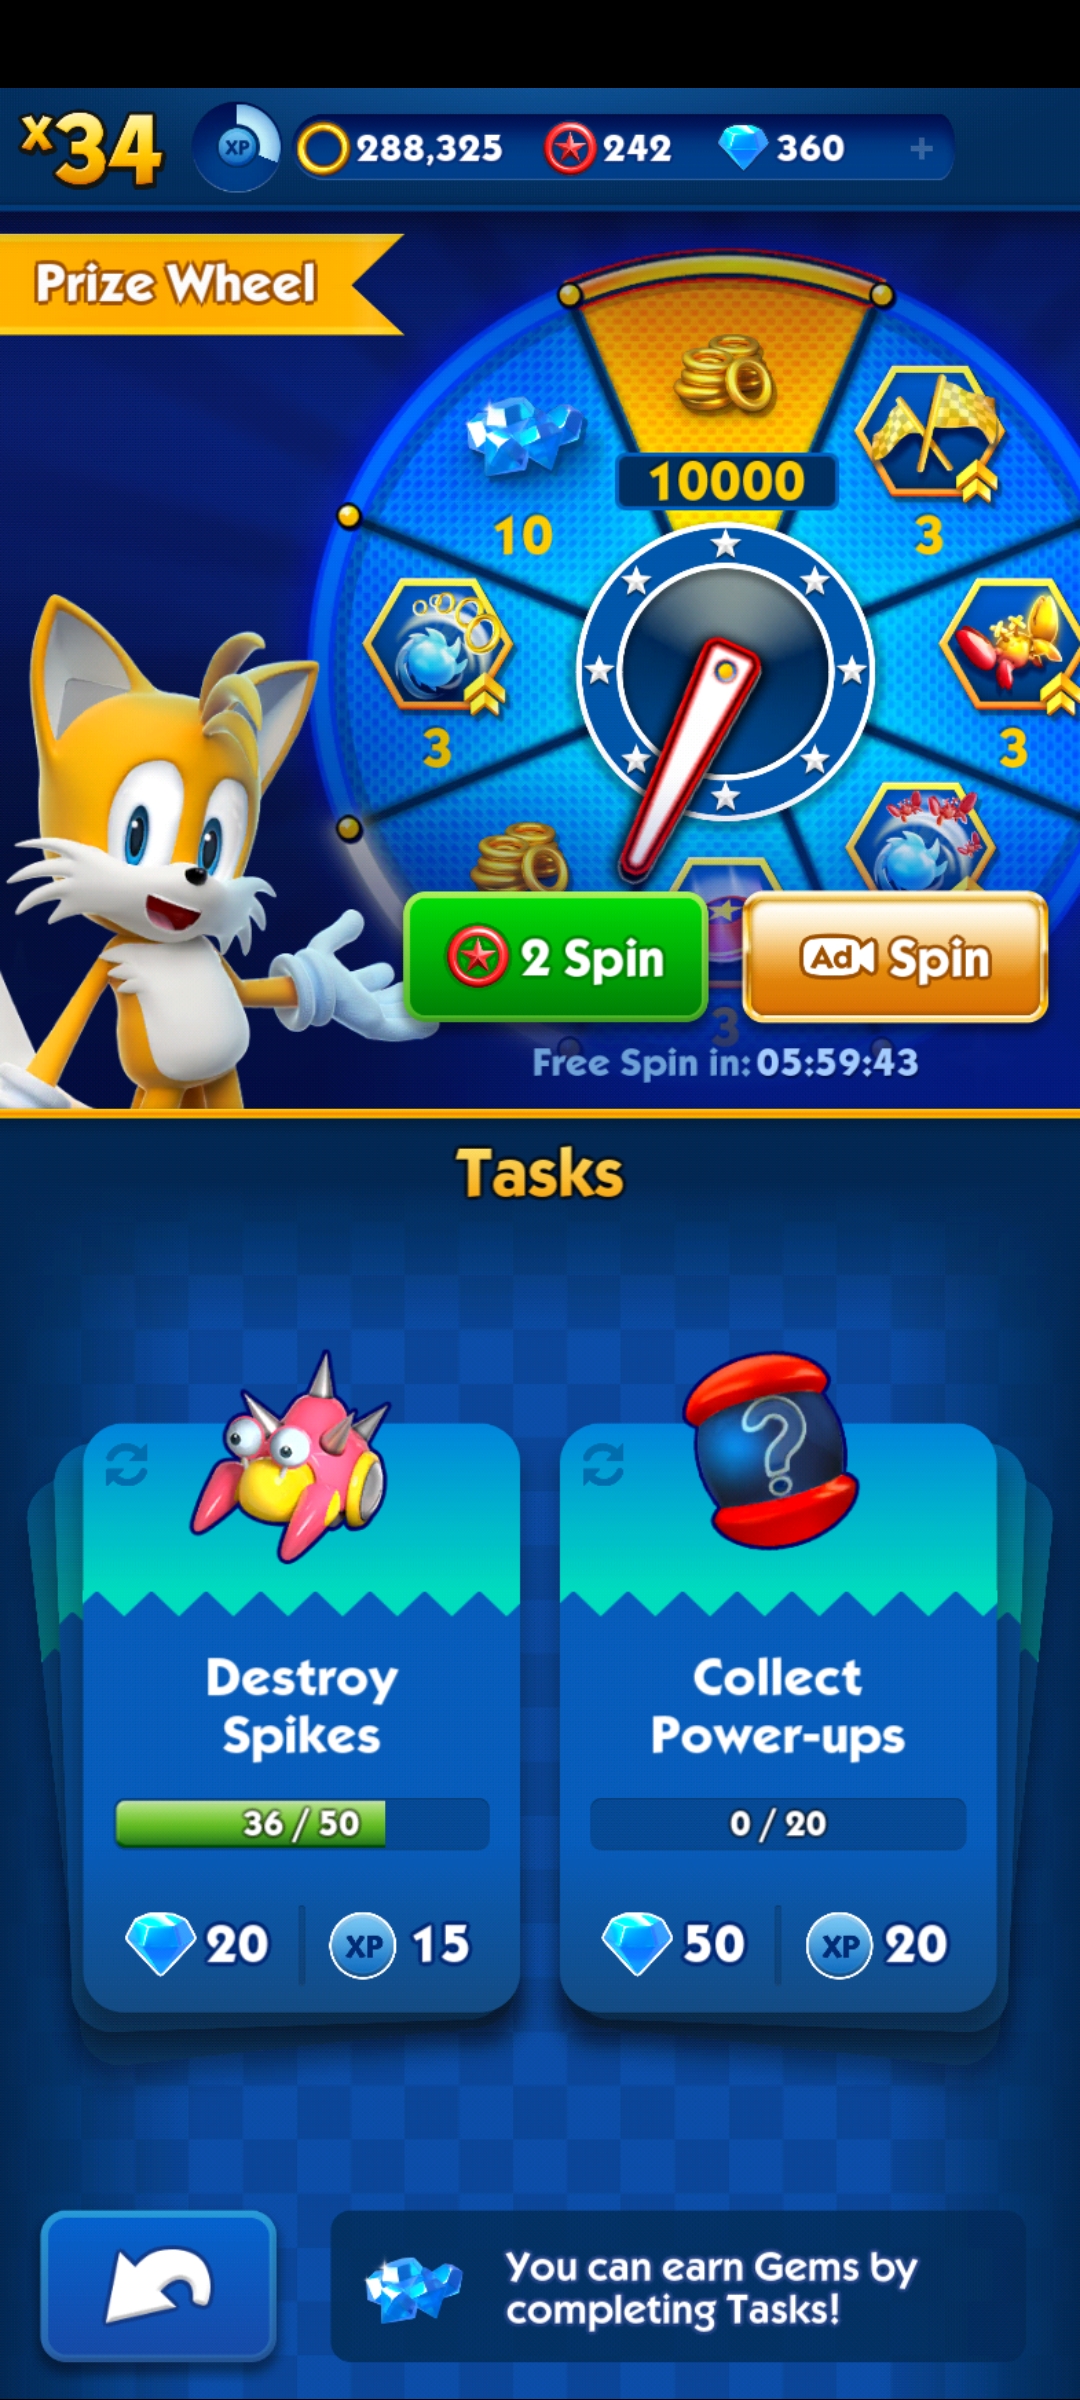 x34
XP
288,325
242
360
+
Prize Wheel
10000
10
3
3
3
2 Spin
Ad Spin
3
Free Spin in: 05:59:43
Tasks
?
Destroy
Spikes
36 / 50
20
XP 15
Collect
Power-ups
0 / 20
50
XP 20
You can earn Gems by
completing Tasks!